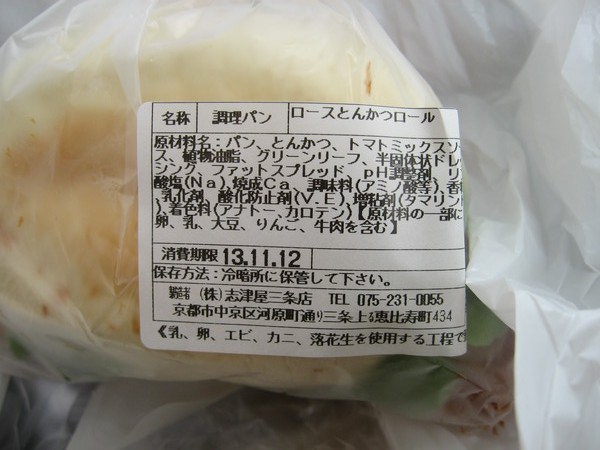 名称 調理パン ロースとんかつロール
原材料名：パン、とんかつ、トマトミックスソー
ス、植物油脂、グリーンリーフ、半固体状ドレッ
シング、ファットスプレッド、pH調整剤、リン
酸塩(Na)、焼成Ca、調味料(アミノ酸等)、香料
、乳化剤、酸化防止剤(V.E)、増粘剤(タマリンド
)、着色料(アナトー、カロテン)【原材料の一部に
卵、乳、大豆、りんご、牛肉を含む】
消費期限 13.11.12
保存方法：冷暗所に保管して下さい。
製造者 (株)志津屋三条店 TEL 075-231-0055
京都市中京区河原町通り三条上る恵比寿町434
《乳、卵、エビ、カニ、落花生を使用する工程で